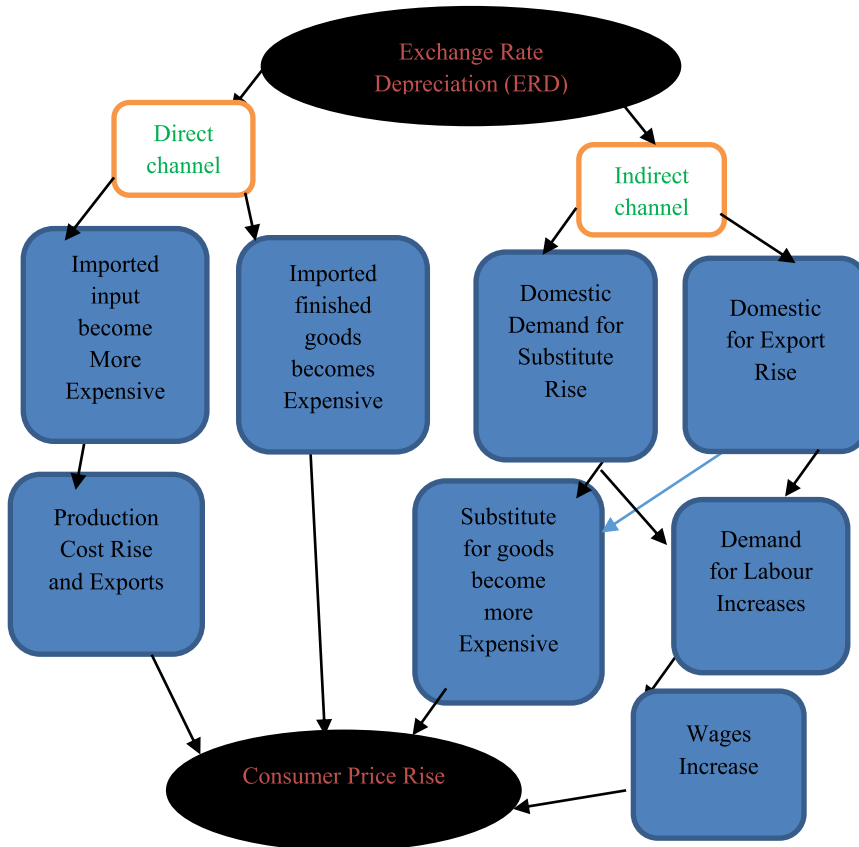 Exchange Rate
Depreciation (ERD)
Direct
channel
Indirect
channel
Imported
input
become
More
Expensive
Imported
finished
goods
becomes
Expensive
Domestic
Demand for
Substitute
Rise
Domestic
for Export
Rise
Production
Cost Rise
and Exports
Substitute
for goods
become
more
Expensive
Demand
for Labour
Increases
Wages
Increase
Consumer Price Rise